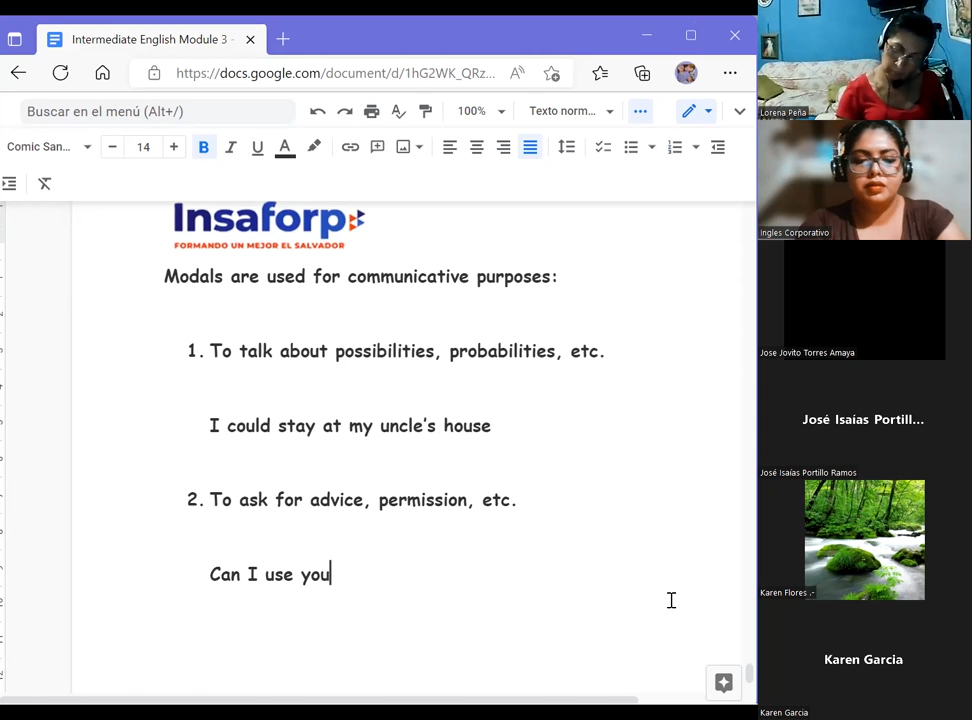 Intermediate English Module 3 -
https://docs.google.com/document/d/1hG2WK_QRz...
Buscar en el menú (Alt+/)
100%
Texto norm...
Comic San...
14
B I U A
Insaforp
FORMANDO UN MEJOR EL SALVADOR
Modals are used for communicative purposes:
1. To talk about possibilities, probabilities, etc.
I could stay at my uncle's house
2. To ask for advice, permission, etc.
Can I use you
Lorena Peña
Ingles Corporativo
Jose Jovito Torres Amaya
José Isaías Portill...
José Isaías Portillo Ramos
Karen Flores .-
Karen Garcia
Karen Garcia